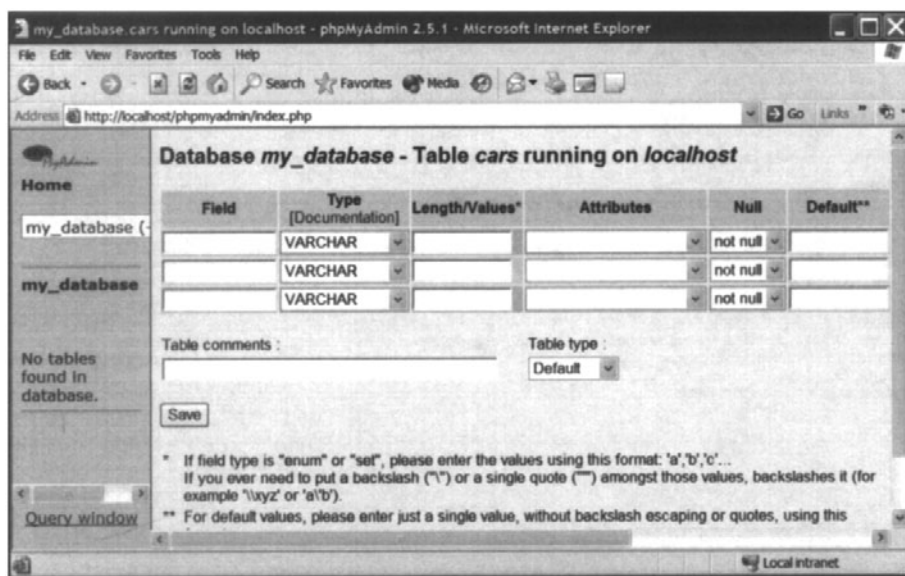 my_database.cars running on localhost - phpMyAdmin 2.5.1 - Microsoft Internet Explorer
File Edit View Favorites Tools Help
Back Search Favorites Media
Address http://localhost/phpmyadmin/index.php Go Links »
PhpMyAdmin
Home
my_database (-
my_database
No tables
found in
database.
Query window
Database my_database - Table cars running on localhost
Field Type [Documentation] Length/Values* Attributes Null Default**
VARCHAR not null
VARCHAR not null
VARCHAR not null
Table comments : Table type :
Default
Save
* If field type is "enum" or "set", please enter the values using this format: 'a','b','c'...
If you ever need to put a backslash ("\") or a single quote ("'") amongst those values, backslashes it (for
example '\\xyz' or 'a\'b').
** For default values, please enter just a single value, without backslash escaping or quotes, using this
Local intranet